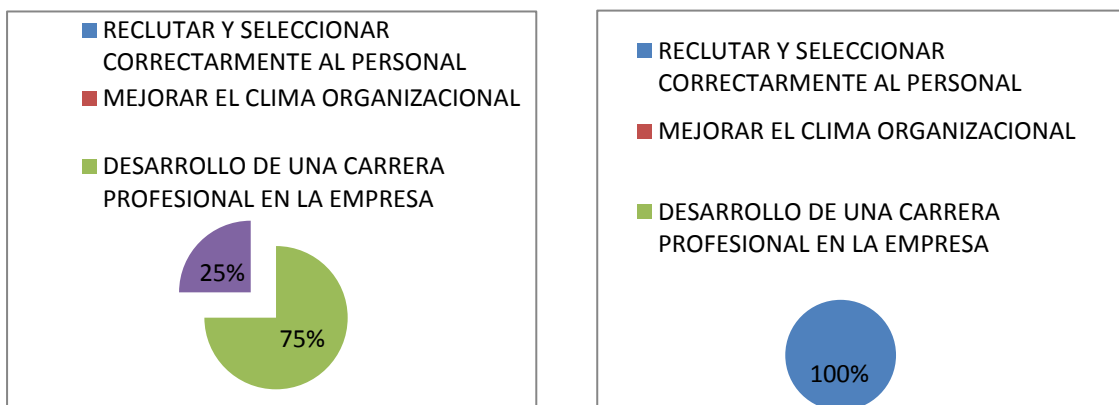 RECLUTAR Y SELECCIONAR
CORRECTARMENTE AL PERSONAL
MEJORAR EL CLIMA ORGANIZACIONAL
DESARROLLO DE UNA CARRERA
PROFESIONAL EN LA EMPRESA
25%
75%
RECLUTAR Y SELECCIONAR
CORRECTARMENTE AL PERSONAL
MEJORAR EL CLIMA ORGANIZACIONAL
DESARROLLO DE UNA CARRERA
PROFESIONAL EN LA EMPRESA
100%